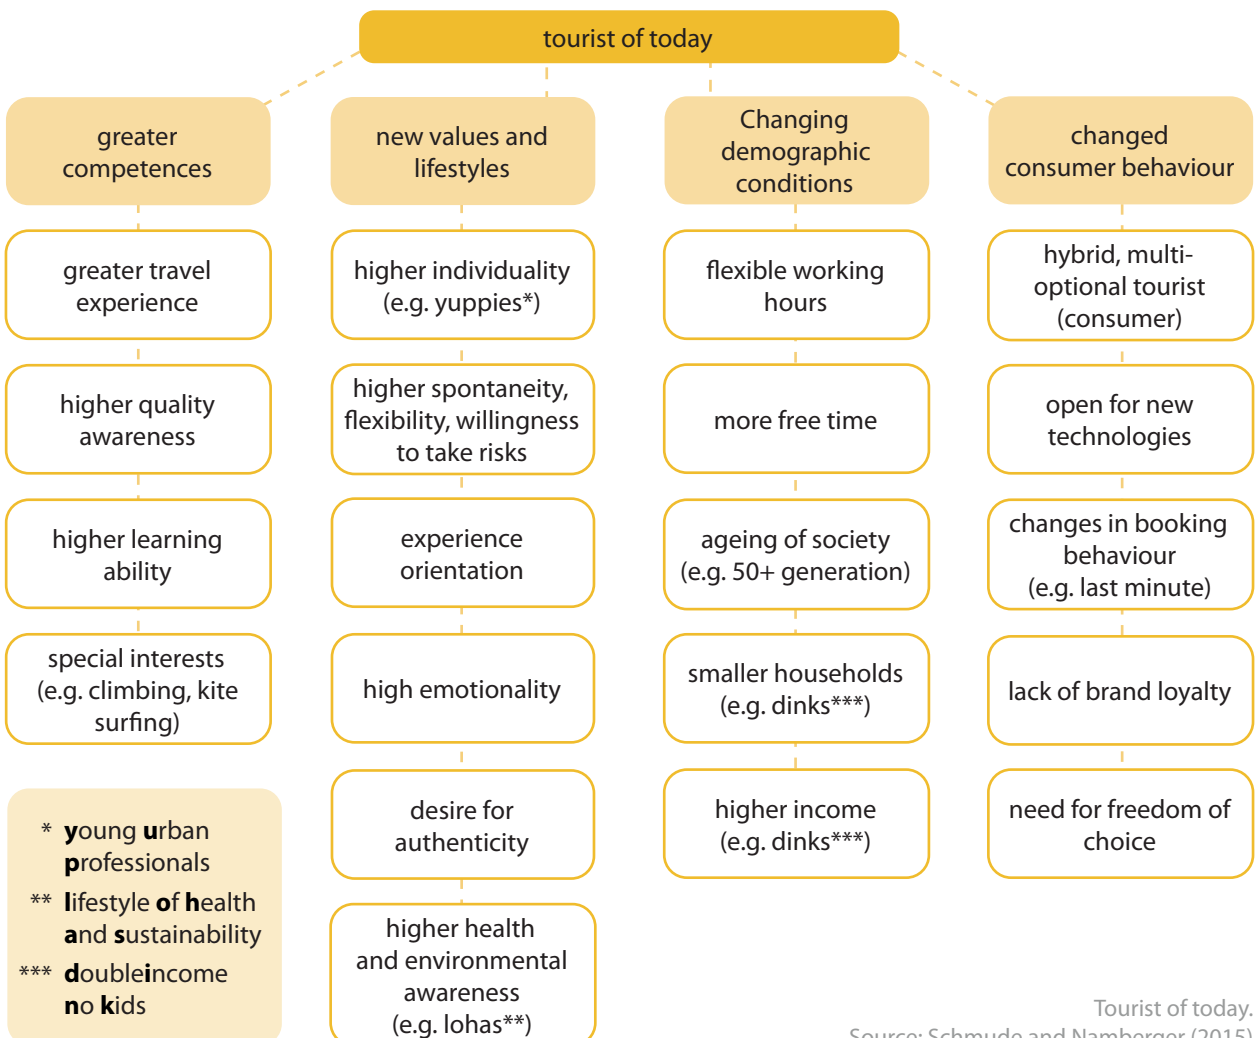 tourist of today
greater
competences
greater travel
experience
higher quality
awareness
higher learning
ability
special interests
(e.g. climbing, kite
surfing)
new values and
lifestyles
higher individuality
(e.g. yuppies*)
higher spontaneity,
flexibility, willingness
to take risks
experience
orientation
high emotionality
desire for
authenticity
higher health
and environmental
awareness
(e.g. lohas**)
Changing
demographic
conditions
flexible working
hours
more free time
ageing of society
(e.g. 50+ generation)
smaller households
(e.g. dinks***)
higher income
(e.g. dinks***)
changed
consumer behaviour
hybrid, multi-
optional tourist
(consumer)
open for new
technologies
changes in booking
behaviour
(e.g. last minute)
lack of brand loyalty
need for freedom of
choice
* young urban
professionals
** lifestyle of health
and sustainability
*** doubleincome
no kids
Tourist of today.
Source: Schmude and Namberger (2015)